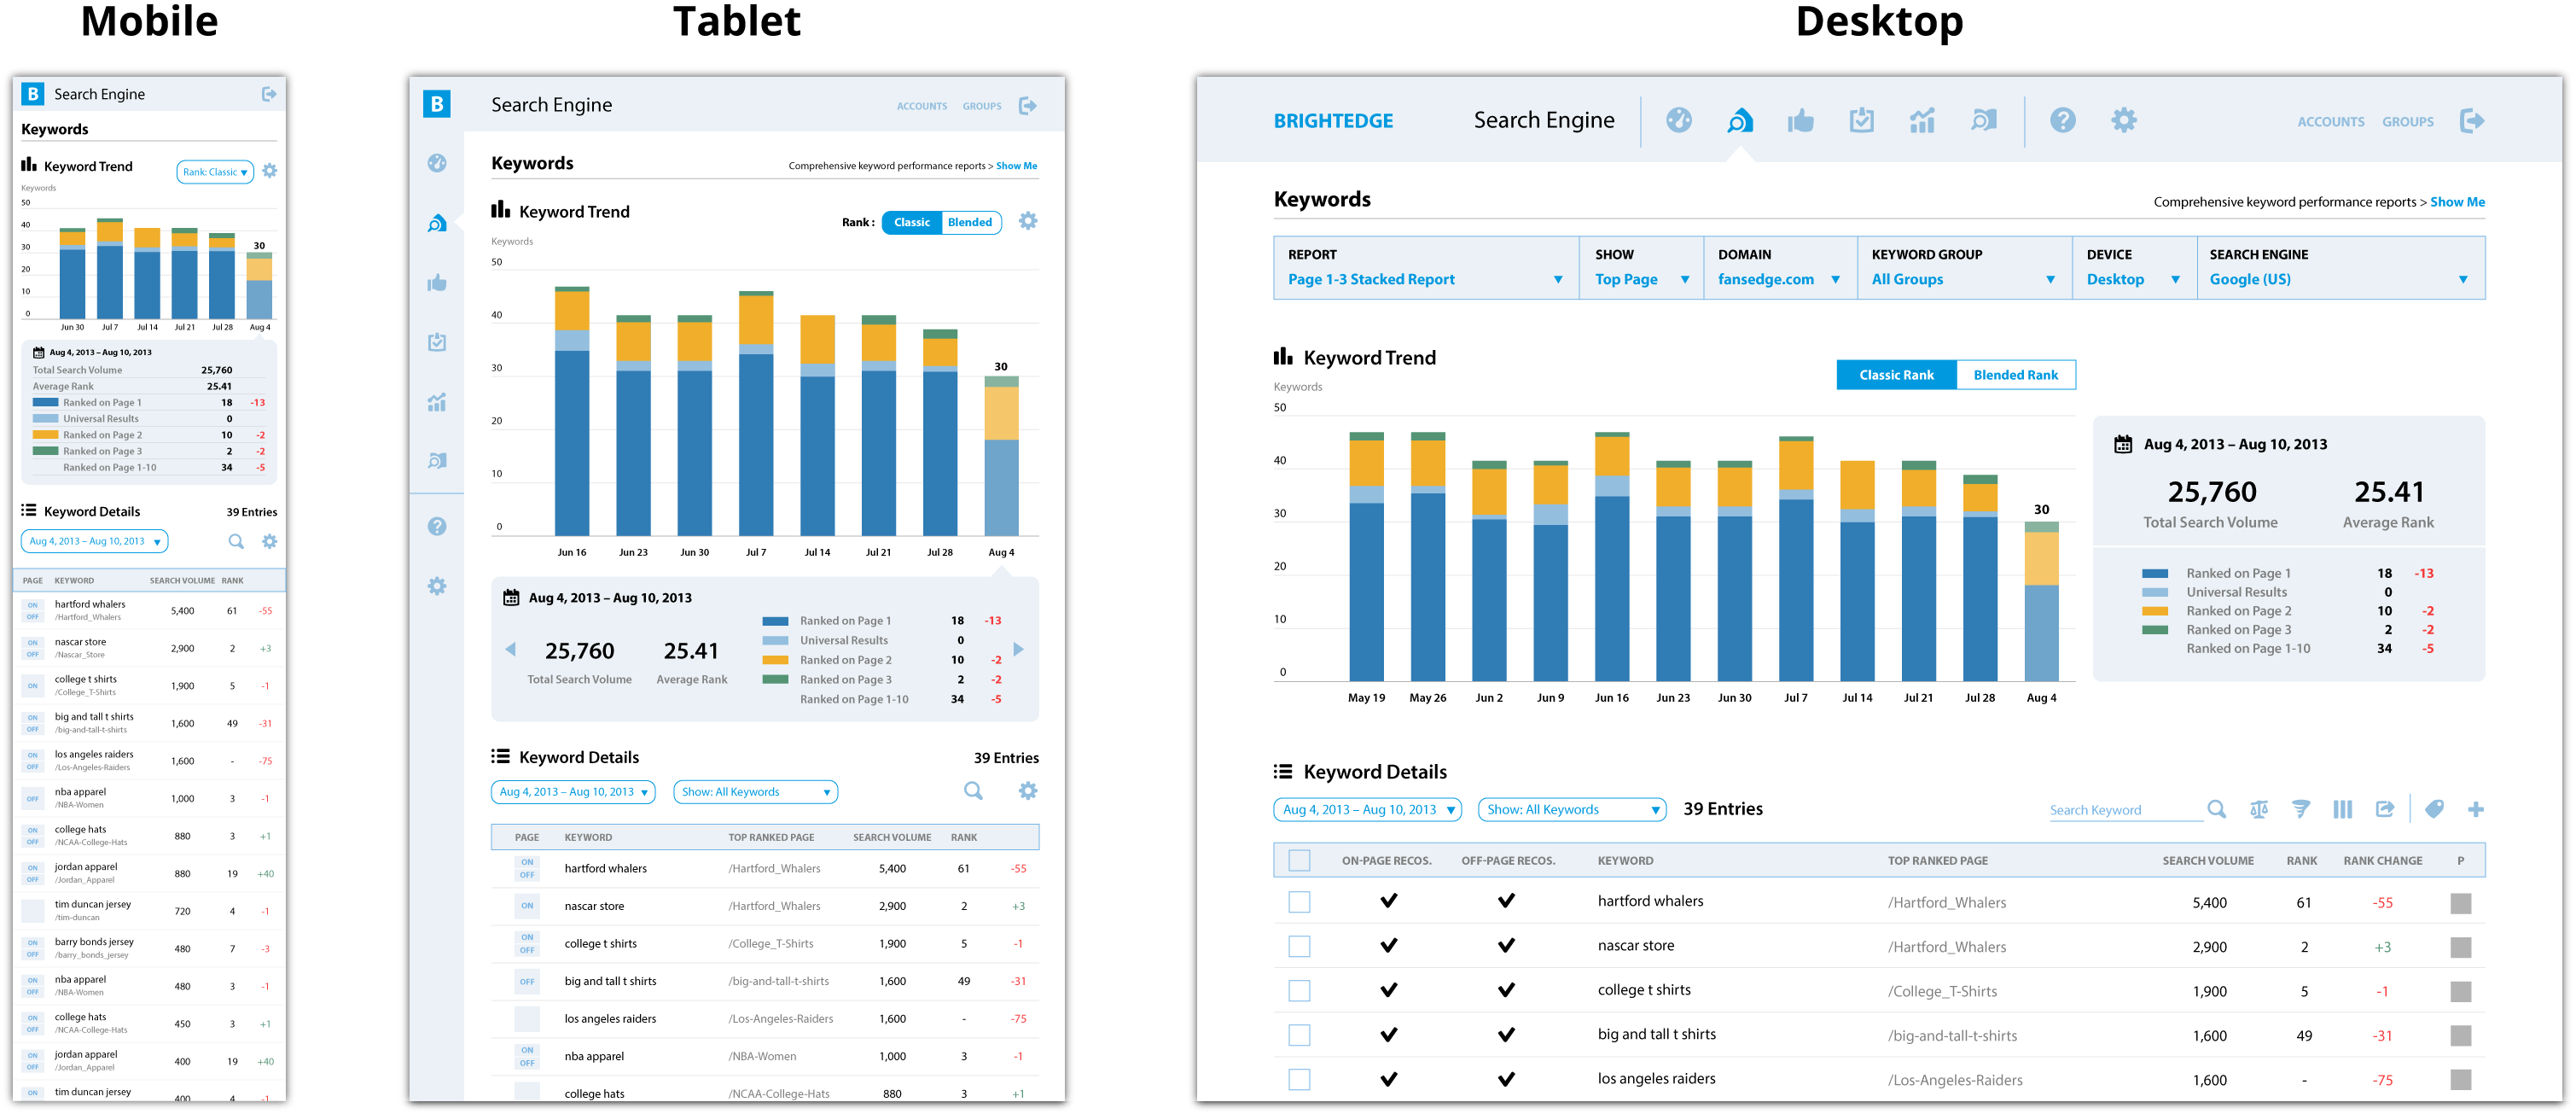 Mobile
B Search Engine
Keywords
Keyword Trend
Rank: Classic
Keywords
50
40
30
20
10
0
30
Jun 30 Jul 7 Jul 14 Jul 21 Jul 28 Aug 4
Aug 4, 2013 – Aug 10, 2013
Total Search Volume 25,760
Average Rank 25.41
Ranked on Page 1 18 -13
Universal Results 0
Ranked on Page 2 10 -2
Ranked on Page 3 2 -2
Ranked on Page 1-10 34 -5
Keyword Details 39 Entries
Aug 4, 2013 – Aug 10, 2013
PAGE KEYWORD SEARCH VOLUME RANK
ON OFF hartford whalers 5,400 61 -55
/Hartford_Whalers
ON OFF nascar store 2,900 2 +3
/Nascar_Store
ON college t shirts 1,900 5 -1
/College_T-Shirts
ON OFF big and tall t shirts 1,600 49 -31
/big-and-tall-t-shirts
ON OFF los angeles raiders 1,600 - -75
/Los-Angeles-Raiders
OFF nba apparel 1,000 3 -1
/NBA-Women
ON OFF college hats 880 3 +1
/NCAA-College-Hats
ON OFF jordan apparel 880 19 +40
/Jordan_Apparel
tim duncan jersey 720 4 -1
/tim-duncan
ON OFF barry bonds jersey 480 7 -3
/barry_bonds_jersey
ON OFF nba apparel 480 3 -1
/NBA-Women
ON OFF college hats 450 3 +1
/NCAA-College-Hats
ON OFF jordan apparel 400 19 +40
/Jordan_Apparel
ON tim duncan jersey 400 4 -1
Tablet
B Search Engine ACCOUNTS GROUPS
Keywords Comprehensive keyword performance reports > Show Me
Keyword Trend Rank : Classic Blended
Keywords
50
40
30
20
10
0
30
Jun 16 Jun 23 Jun 30 Jul 7 Jul 14 Jul 21 Jul 28 Aug 4
Aug 4, 2013 – Aug 10, 2013
25,760
Total Search Volume
25.41
Average Rank
Ranked on Page 1 18 -13
Universal Results 0
Ranked on Page 2 10 -2
Ranked on Page 3 2 -2
Ranked on Page 1-10 34 -5
Keyword Details 39 Entries
Aug 4, 2013 – Aug 10, 2013 Show: All Keywords
PAGE KEYWORD TOP RANKED PAGE SEARCH VOLUME RANK
ON OFF hartford whalers /Hartford_Whalers 5,400 61 -55
ON nascar store /Hartford_Whalers 2,900 2 +3
ON OFF college t shirts /College_T-Shirts 1,900 5 -1
OFF big and tall t shirts /big-and-tall-t-shirts 1,600 49 -31
los angeles raiders /Los-Angeles-Raiders 1,600 - -75
ON OFF nba apparel /NBA-Women 1,000 3 -1
college hats /NCAA-College-Hats 880 3 +1
Desktop
BRIGHTEDGE Search Engine ACCOUNTS GROUPS
Keywords Comprehensive keyword performance reports > Show Me
REPORT SHOW DOMAIN KEYWORD GROUP DEVICE SEARCH ENGINE
Page 1-3 Stacked Report Top Page fansedge.com All Groups Desktop Google (US)
Keyword Trend
Classic Rank Blended Rank
Keywords
50
40
30
20
10
0
30
May 19 May 26 Jun 2 Jun 9 Jun 16 Jun 23 Jun 30 Jul 7 Jul 14 Jul 21 Jul 28 Aug 4
Aug 4, 2013 – Aug 10, 2013
25,760 25.41
Total Search Volume Average Rank
Ranked on Page 1 18 -13
Universal Results 0
Ranked on Page 2 10 -2
Ranked on Page 3 2 -2
Ranked on Page 1-10 34 -5
Keyword Details
Aug 4, 2013 – Aug 10, 2013 Show: All Keywords 39 Entries Search Keyword
ON-PAGE RECOS. OFF-PAGE RECOS. KEYWORD TOP RANKED PAGE SEARCH VOLUME RANK RANK CHANGE P
hartford whalers /Hartford_Whalers 5,400 61 -55
nascar store /Hartford_Whalers 2,900 2 +3
college t shirts /College_T-Shirts 1,900 5 -1
big and tall t shirts /big-and-tall-t-shirts 1,600 49 -31
los angeles raiders /Los-Angeles-Raiders 1,600 - -75